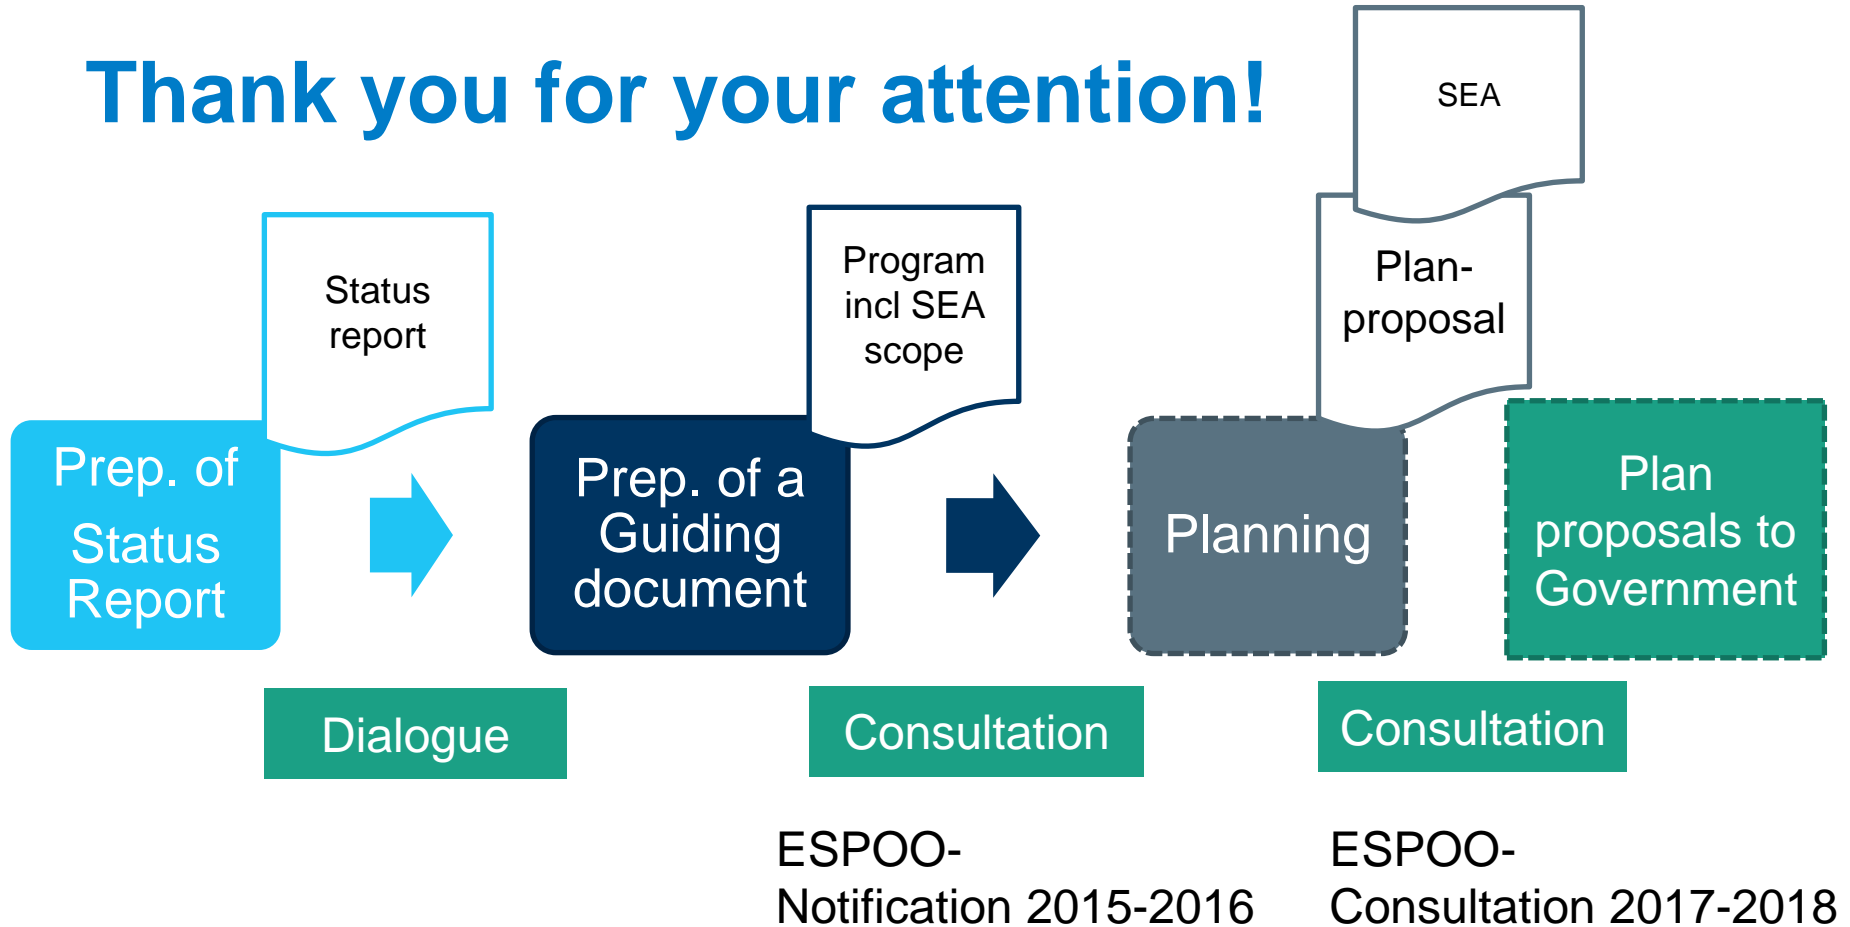 Thank you for your attention!
SEA
Status
report
Program
incl SEA
scope
Plan-
proposal
Prep. of
Status
Report
Prep. of a
Guiding
document
Planning
Plan
proposals to
Government
Dialogue
Consultation
Consultation
ESPOO-
Notification 2015-2016
ESPOO-
Consultation 2017-2018